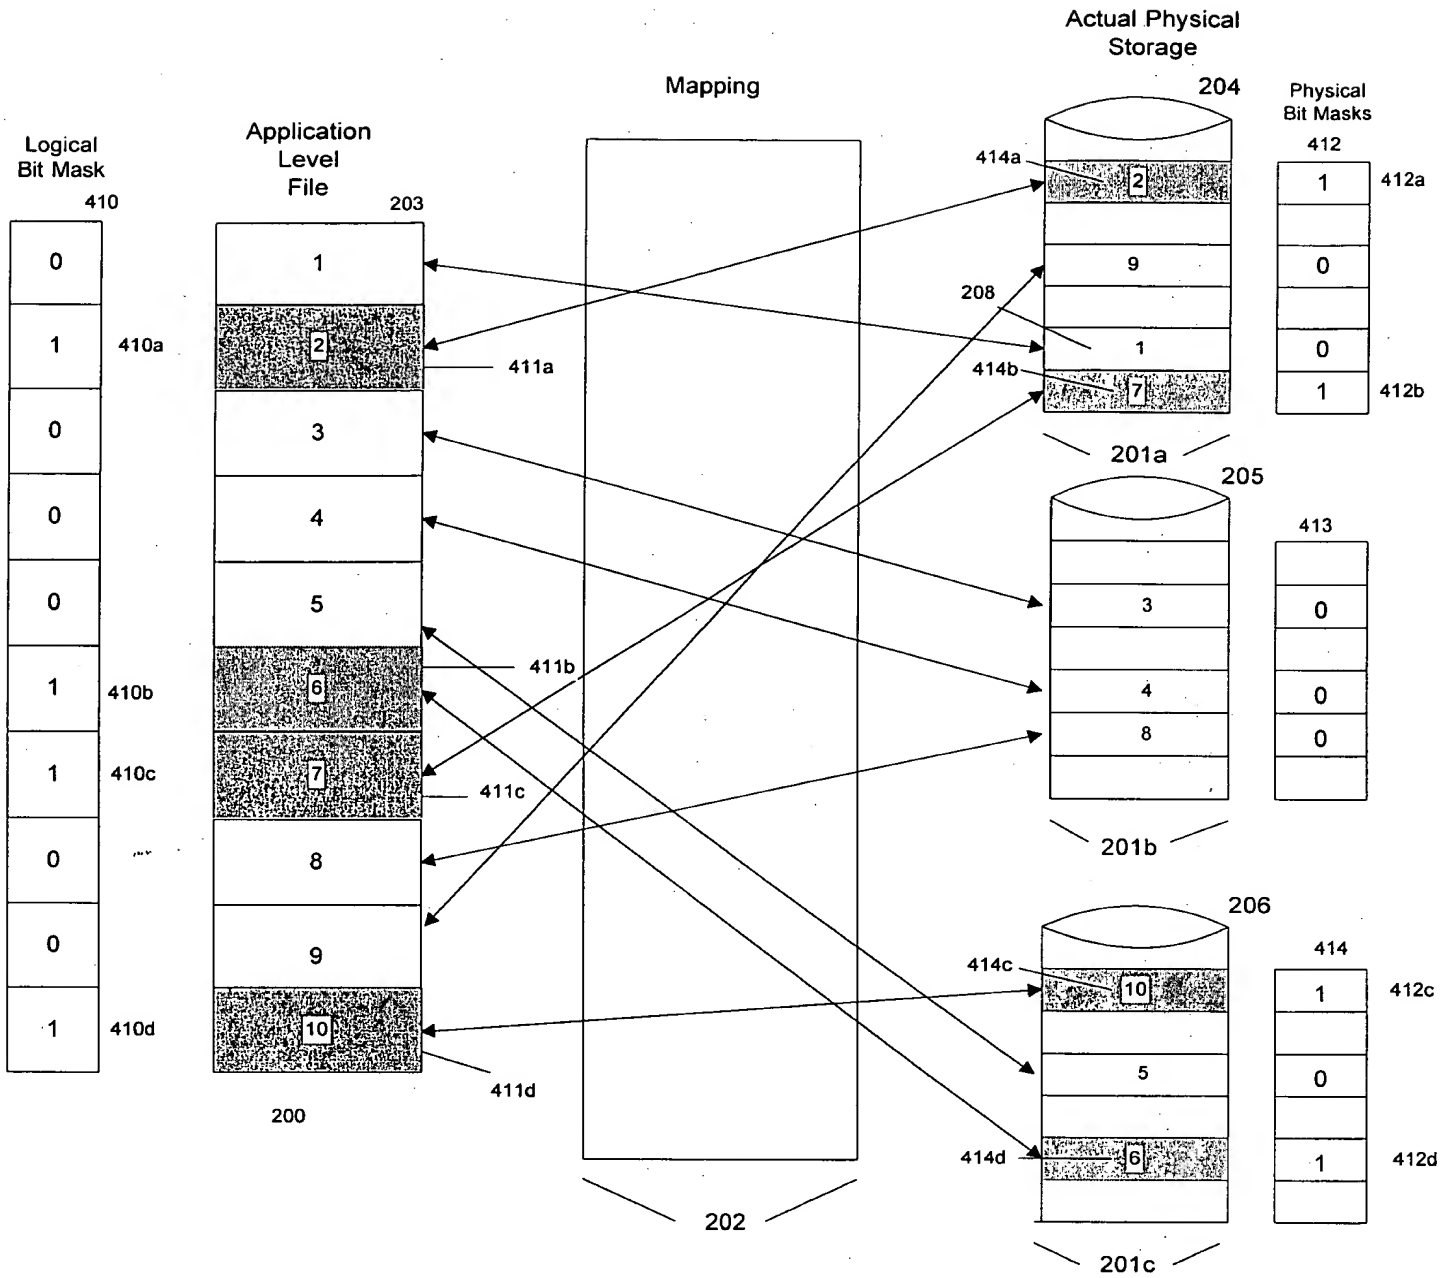 Actual Physical
Storage
Mapping
204
Physical
Bit Masks
412
Logical
Bit Mask
410
Application
Level
File
203
0
1
0
0
0
1
1
0
0
1
410a
410b
410c
410d
1
2
3
4
5
6
7
8
9
10
411a
411b
411c
411d
200
202
414a
2
9
208
1
414b
7
201a
1
0
0
1
412a
412b
205
3
4
8
201b
413
0
0
0
206
414c
10
5
414d
6
201c
414
1
0
1
412c
412d